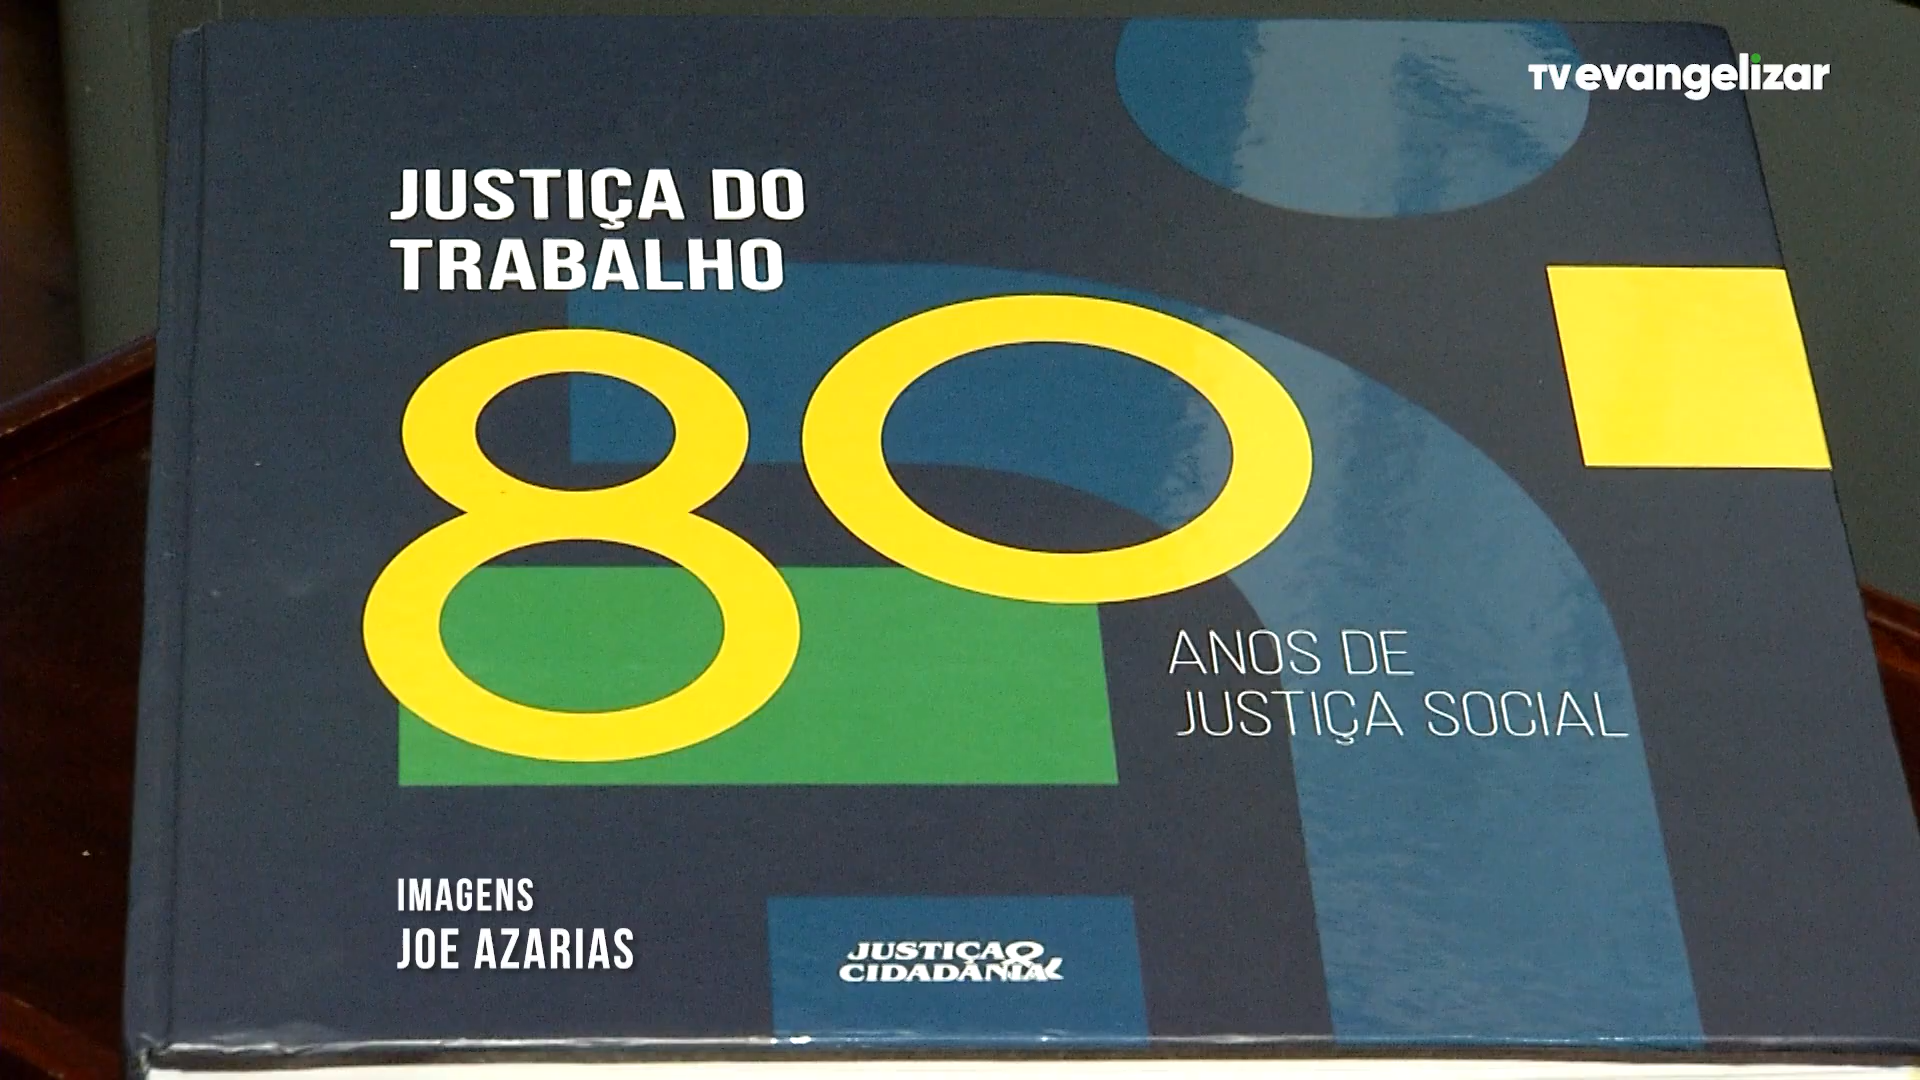 TVevangelizar
JUSTIÇA DO
TRABALHO
80
ANOS DE
JUSTIÇA SOCIAL
IMAGENS
JOE AZARIAS
JUSTIÇA &
CIDADANIA